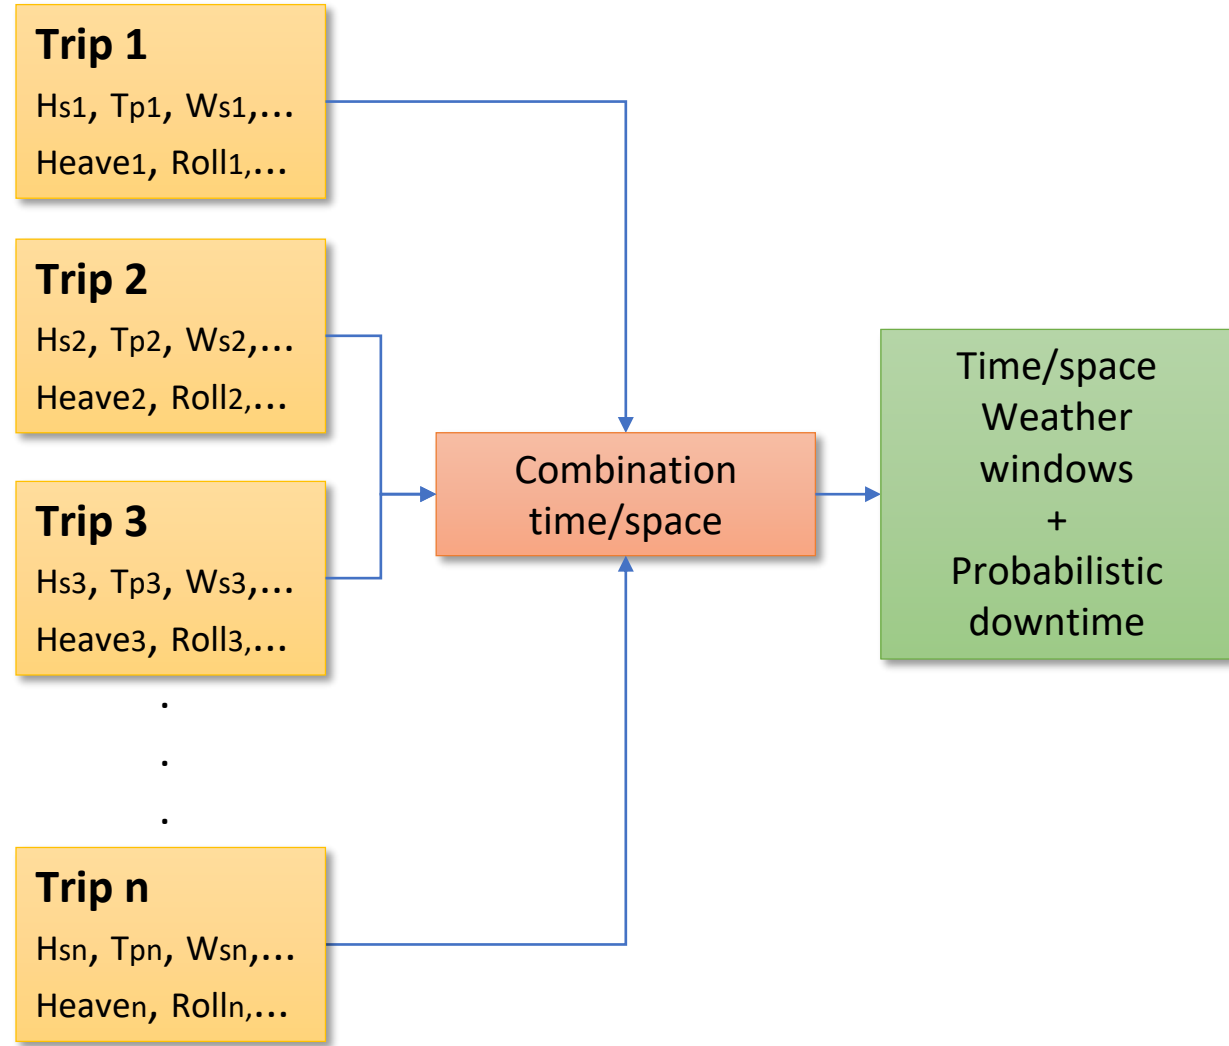 Trip 1
Hs1, Tp1, Ws1,...
Heave1, Roll1,...
Trip 2
Hs2, Tp2, Ws2,...
Heave2, Roll2,...
Trip 3
Hs3, Tp3, Ws3,...
Heave3, Roll3,...
.
.
.
Trip n
Hsn, Tpn, Wsn,...
Heaven, Rolln,...
Combination
time/space
Time/space
Weather
windows
+
Probabilistic
downtime